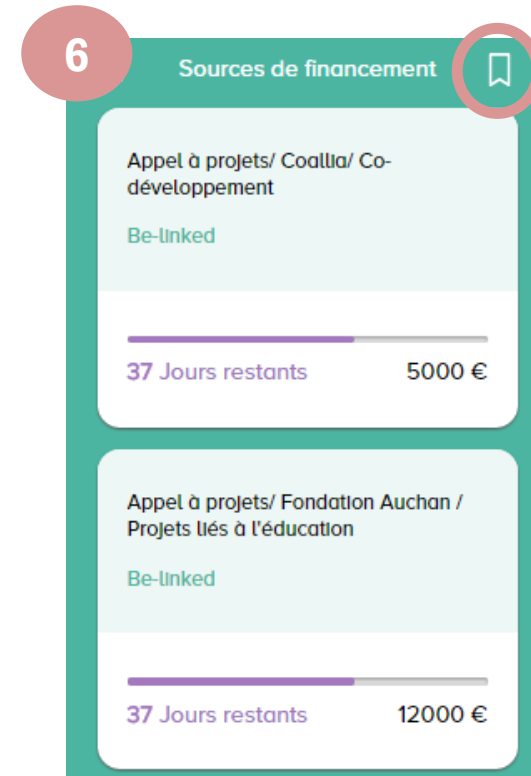 6
Sources de financement
Appel à projets/ Coallia/ Co-
développement
Be-linked
37 Jours restants 5000 €
Appel à projets/ Fondation Auchan /
Projets liés à l'éducation
Be-linked
37 Jours restants 12000 €